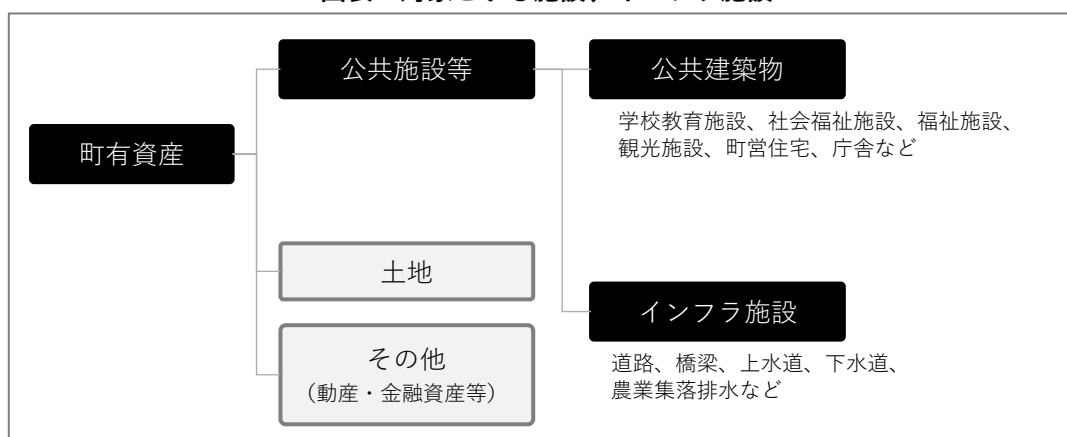 公共施設等
公共建築物
学校教育施設、社会福祉施設、福祉施設、
観光施設、町営住宅、庁舎など
町有資産
土地
インフラ施設
道路、橋梁、上水道、下水道、
農業集落排水など
その他
（動産・金融資産等）